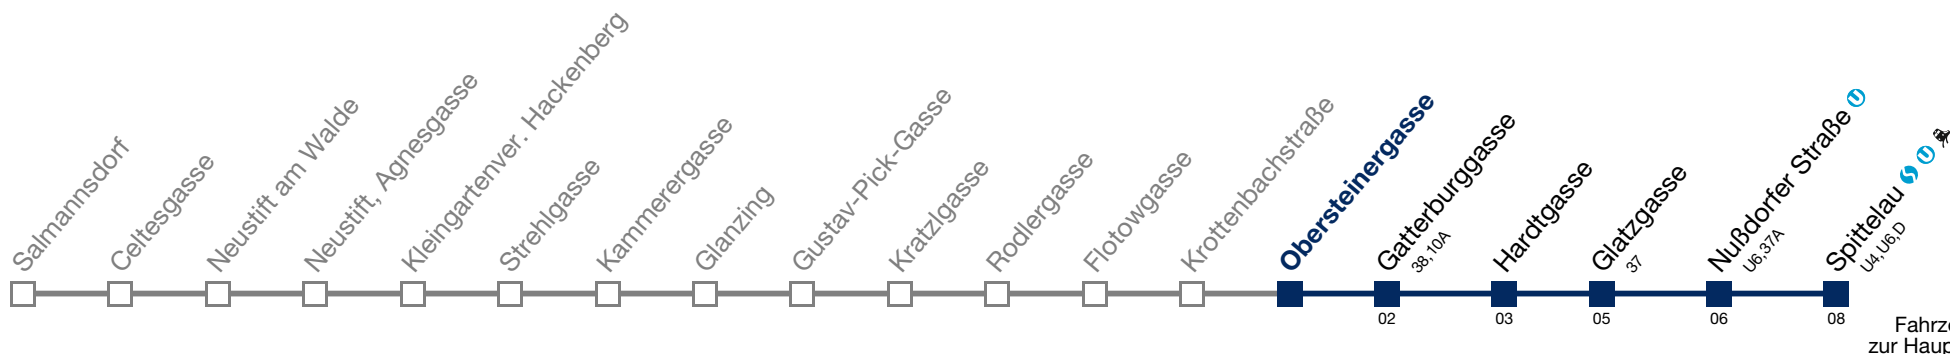 Salmannsdorf
Celtesgasse
Neustift am Walde
Neustift, Agnesgasse
Kleingartenver. Hackenberg
Strehlgasse
Kammerergasse
Glanzing
Gustav-Pick-Gasse
Kratzlgasse
Rodlergasse
Flotowgasse
Krottenbachstraße
Obersteinergasse
Gatterburggasse
38, 10A
Hardtgasse
Glatzgasse
37
Nußdorfer Straße U
U6, 37A
Spittelau S U
U4, U6, D
02
03
05
06
08
Fahrze
zur Haup